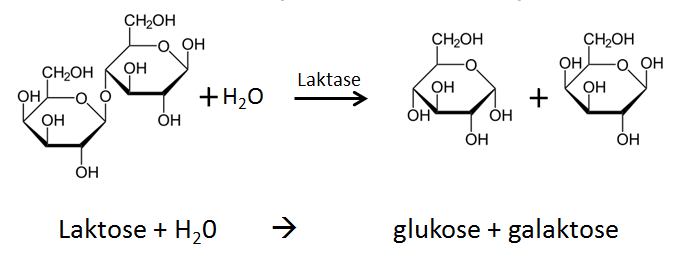 CH₂OH
O OH
CH₂OH OH
OH O O
OH OH
OH
+ H₂O
Laktase
CH₂OH
O
OH
OH OH
OH
+
CH₂OH
OH O OH
OH
OH
Laktose + H₂0 → glukose + galaktose